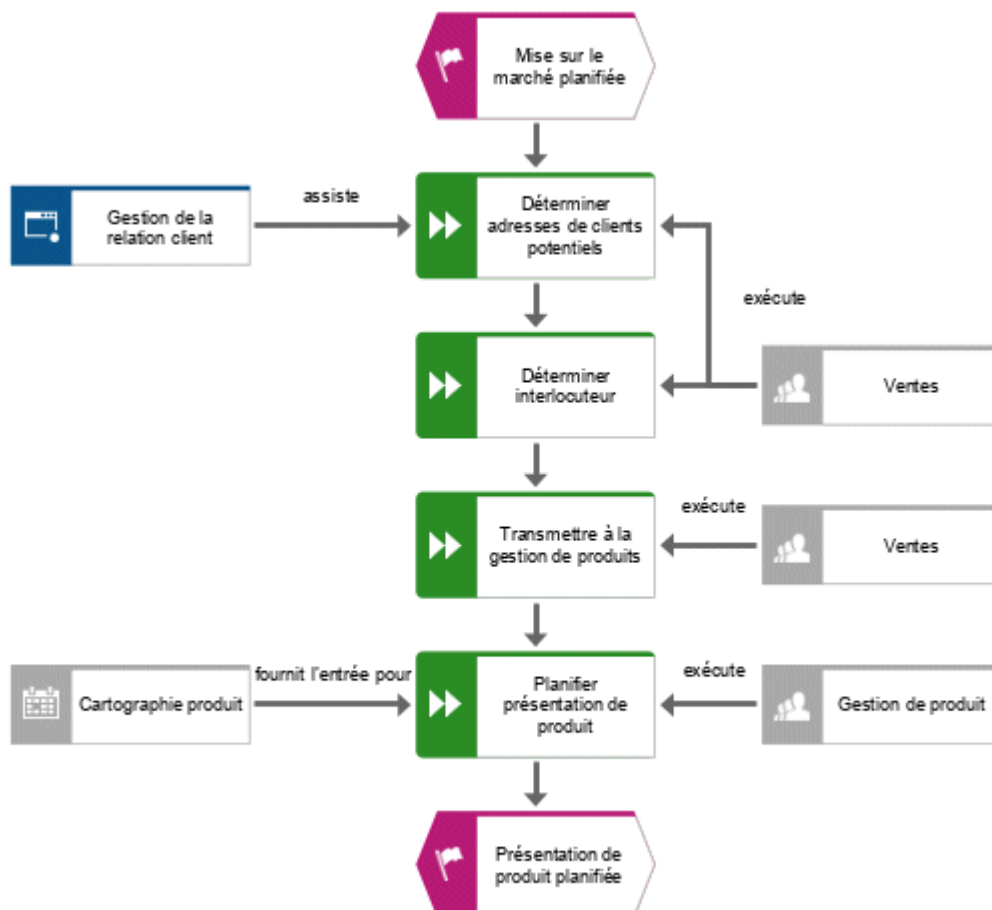 Mise sur le
marché planifiée
assiste
Gestion de la
relation client
Déterminer
adresses de clients
potentiels
exécute
Déterminer
interlocuteur
Ventes
exécute
Transmettre à la
gestion de produits
Ventes
fournit l'entrée pour
exécute
Cartographie produit
Planifier
présentation de
produit
Gestion de produit
Présentation de
produit planifiée